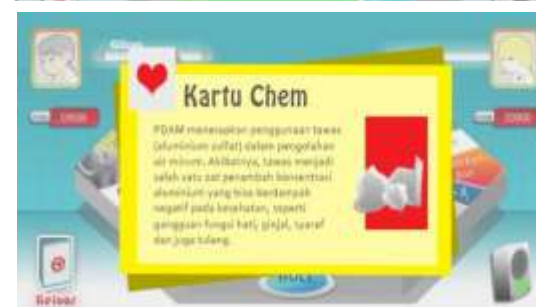 Kartu Chem
PDAM menerapkan penggunaan tawas
(aluminium sulfat) dalam pengolahan
air minum. Akibatnya, tawas menjadi
salah satu zat penambah konsentrasi
aluminium yang bisa berdampak
negatif pada kesehatan, seperti
gangguan fungsi hati, ginjal, syaraf
dan juga tulang.
ROLL
Keluar